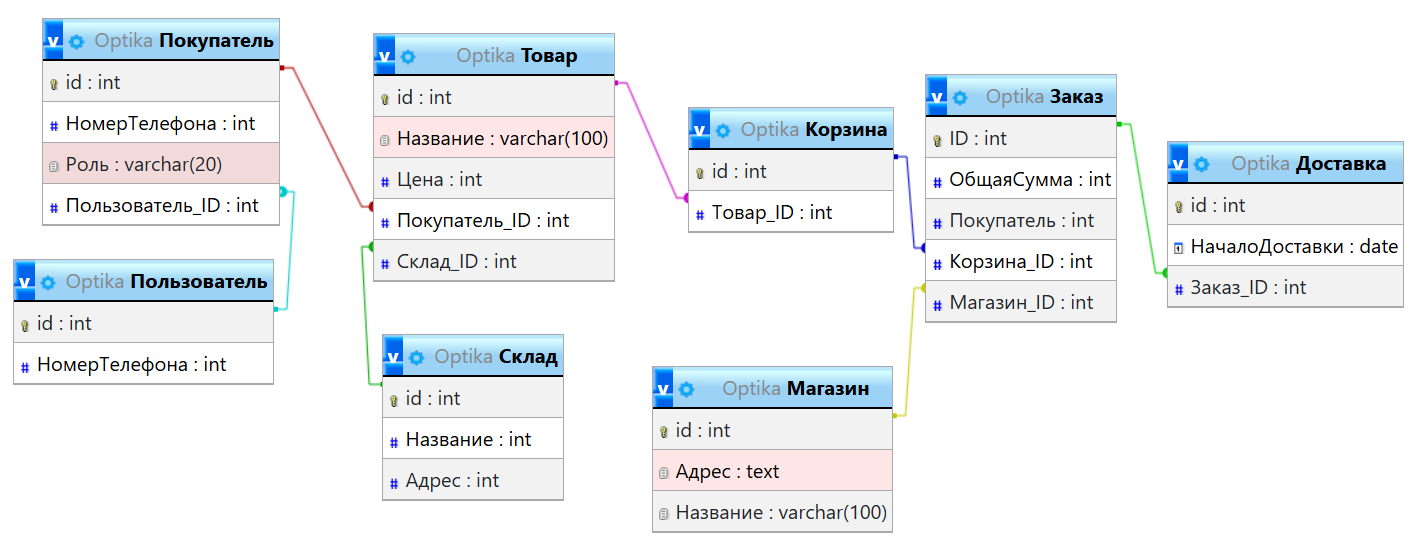 v Optika Покупатель
id : int
НомерТелефона : int
Роль : varchar(20)
Пользователь_ID : int
v Optika Пользователь
id : int
НомерТелефона : int
v Optika Товар
id : int
Название : varchar(100)
Цена : int
Покупатель_ID : int
Склад_ID : int
v Optika Склад
id : int
Название : int
Адрес : int
v Optika Корзина
id : int
Товар_ID : int
v Optika Магазин
id : int
Адрес : text
Название : varchar(100)
v Optika Заказ
ID : int
ОбщаяСумма : int
Покупатель : int
Корзина_ID : int
Магазин_ID : int
v Optika Доставка
id : int
НачалоДоставки : date
Заказ_ID : int